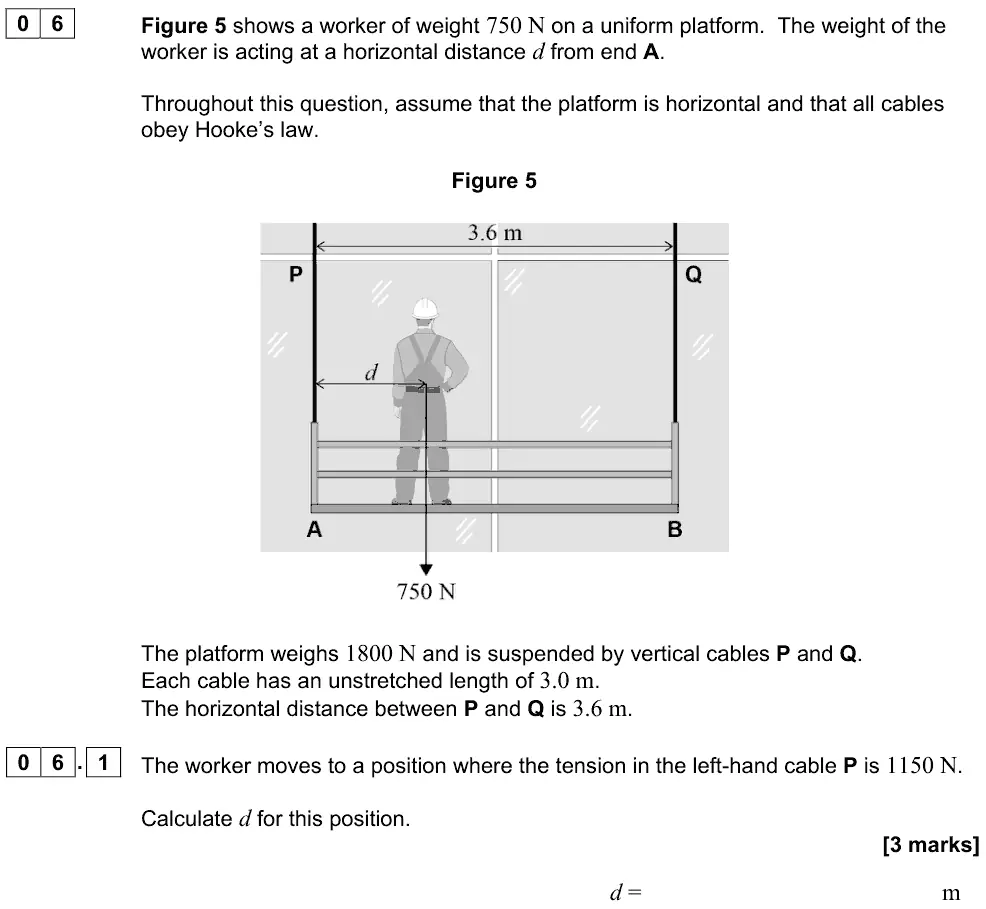 0 6
Figure 5 shows a worker of weight 750 N on a uniform platform. The weight of the
worker is acting at a horizontal distance d from end A.
Throughout this question, assume that the platform is horizontal and that all cables
obey Hooke's law.
Figure 5
3.6 m
P
Q
d
A
B
750 N
The platform weighs 1800 N and is suspended by vertical cables P and Q.
Each cable has an unstretched length of 3.0 m.
The horizontal distance between P and Q is 3.6 m.
0 6 . 1
The worker moves to a position where the tension in the left-hand cable P is 1150 N.
Calculate d for this position.
[3 marks]
d = m